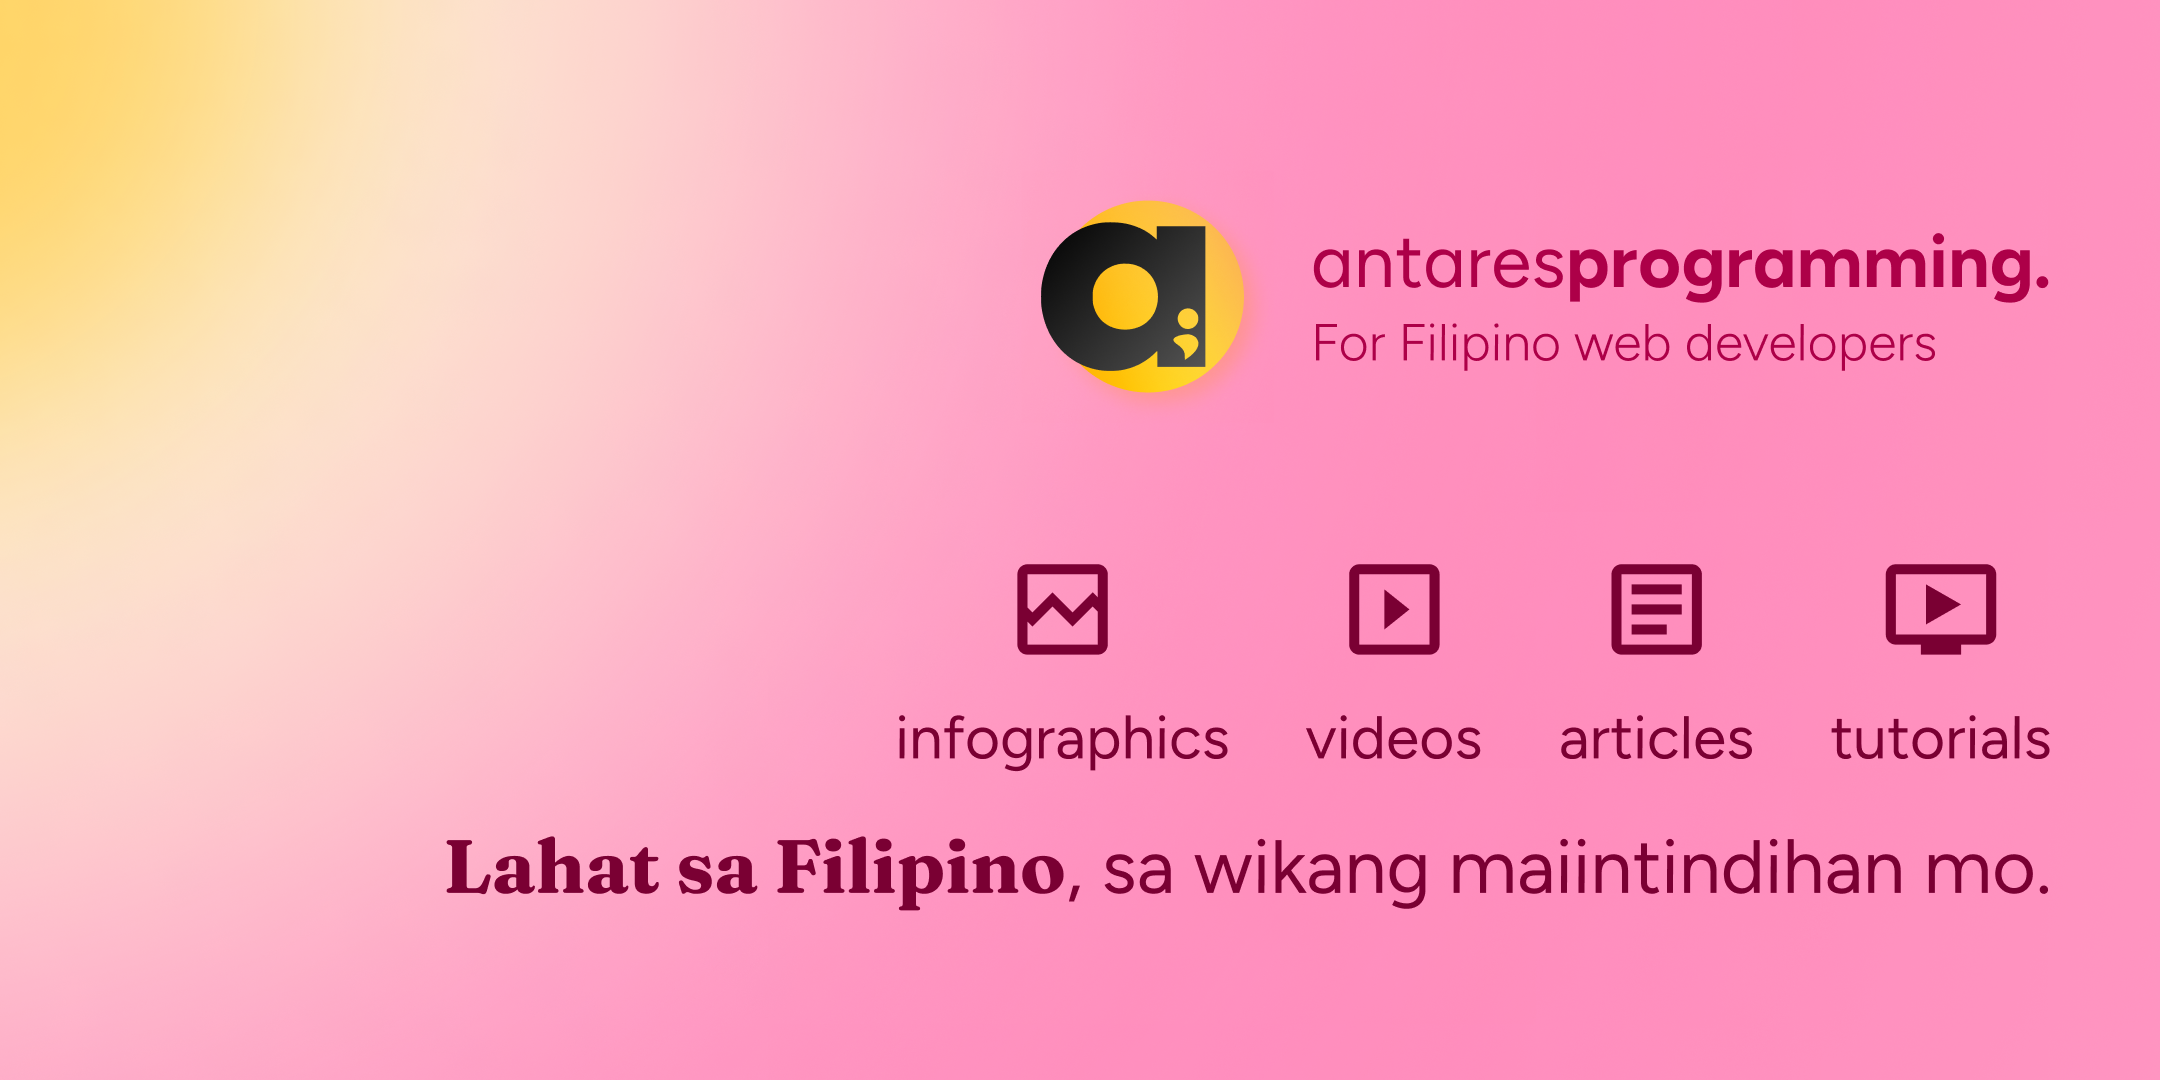 a;
antaresprogramming.
For Filipino web developers
infographics videos articles tutorials
Lahat sa Filipino, sa wikang maiintindihan mo.